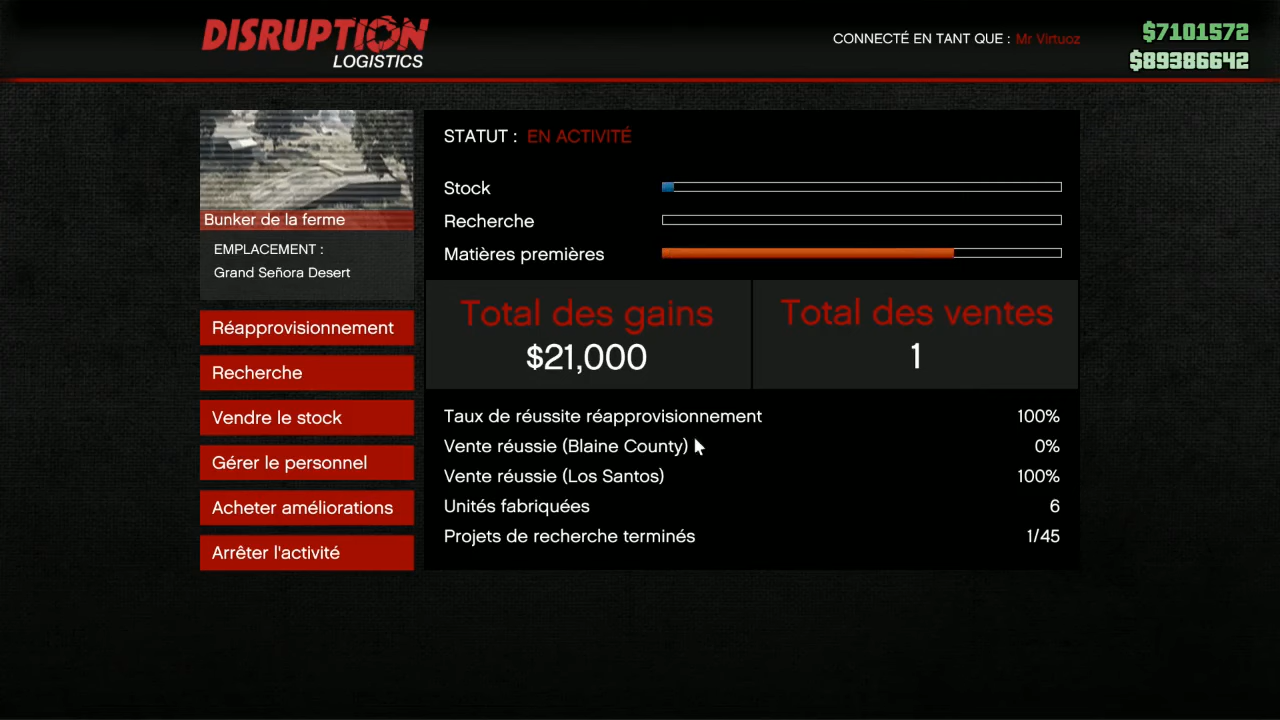 DISRUPTION
LOGISTICS
CONNECTÉ EN TANT QUE : Mr Virtuoz
$7101572
$89386642
Bunker de la ferme
EMPLACEMENT :
Grand Señora Desert
Réapprovisionnement
Recherche
Vendre le stock
Gérer le personnel
Acheter améliorations
Arrêter l'activité
STATUT : EN ACTIVITÉ
Stock
Recherche
Matières premières
Total des gains
$21,000
Total des ventes
1
Taux de réussite réapprovisionnement 100%
Vente réussie (Blaine County) 0%
Vente réussie (Los Santos) 100%
Unités fabriquées 6
Projets de recherche terminés 1/45